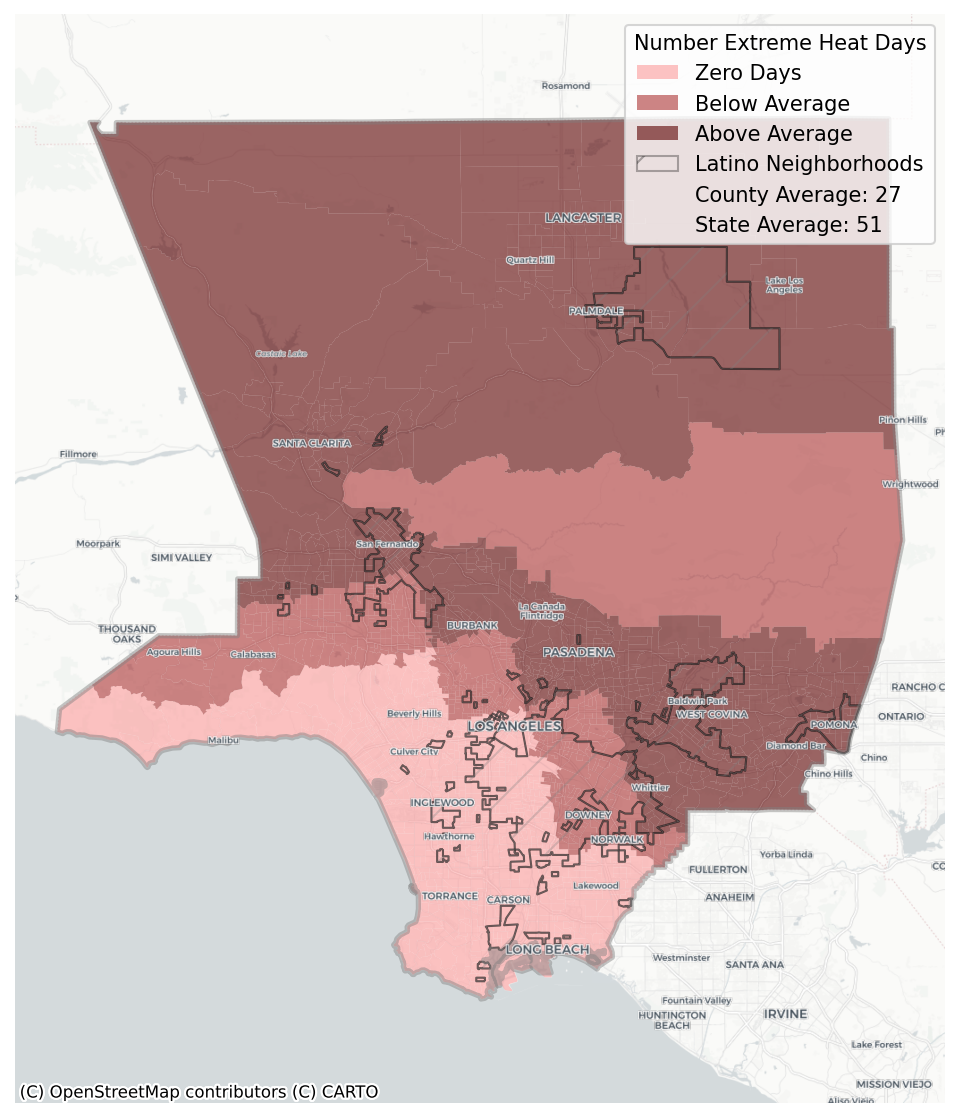 Number Extreme Heat Days
Zero Days
Below Average
Above Average
Latino Neighborhoods
County Average: 27
State Average: 51
Rosamond
LANCASTER
Quartz Hill
Lake Los
Angeles
PALMDALE
Castaic Lake
Piñon Hills
SANTA CLARITA
Fillmore
Wrightwood
Moorpark
San Fernando
SIMI VALLEY
La Cañada
Flintridge
THOUSAND
OAKS
BURBANK
Agoura Hills
Calabasas
PASADENA
RANCHO C
Baldwin Park
WEST COVINA
Beverly Hills
ONTARIO
LOS ANGELES
POMONA
Malibu
Diamond Bar
Culver City
Chino
Chino Hills
Whittier
INGLEWOOD
DOWNEY
Hawthorne
NORWALK
Yorba Linda
FULLERTON
CO
Lakewood
TORRANCE
CARSON
ANAHEIM
LONG BEACH
Westminster
SANTA ANA
Fountain Valley
HUNTINGTON
BEACH
IRVINE
Lake Forest
MISSION VIEJO
Aliso Viejo
(C) OpenStreetMap contributors (C) CARTO